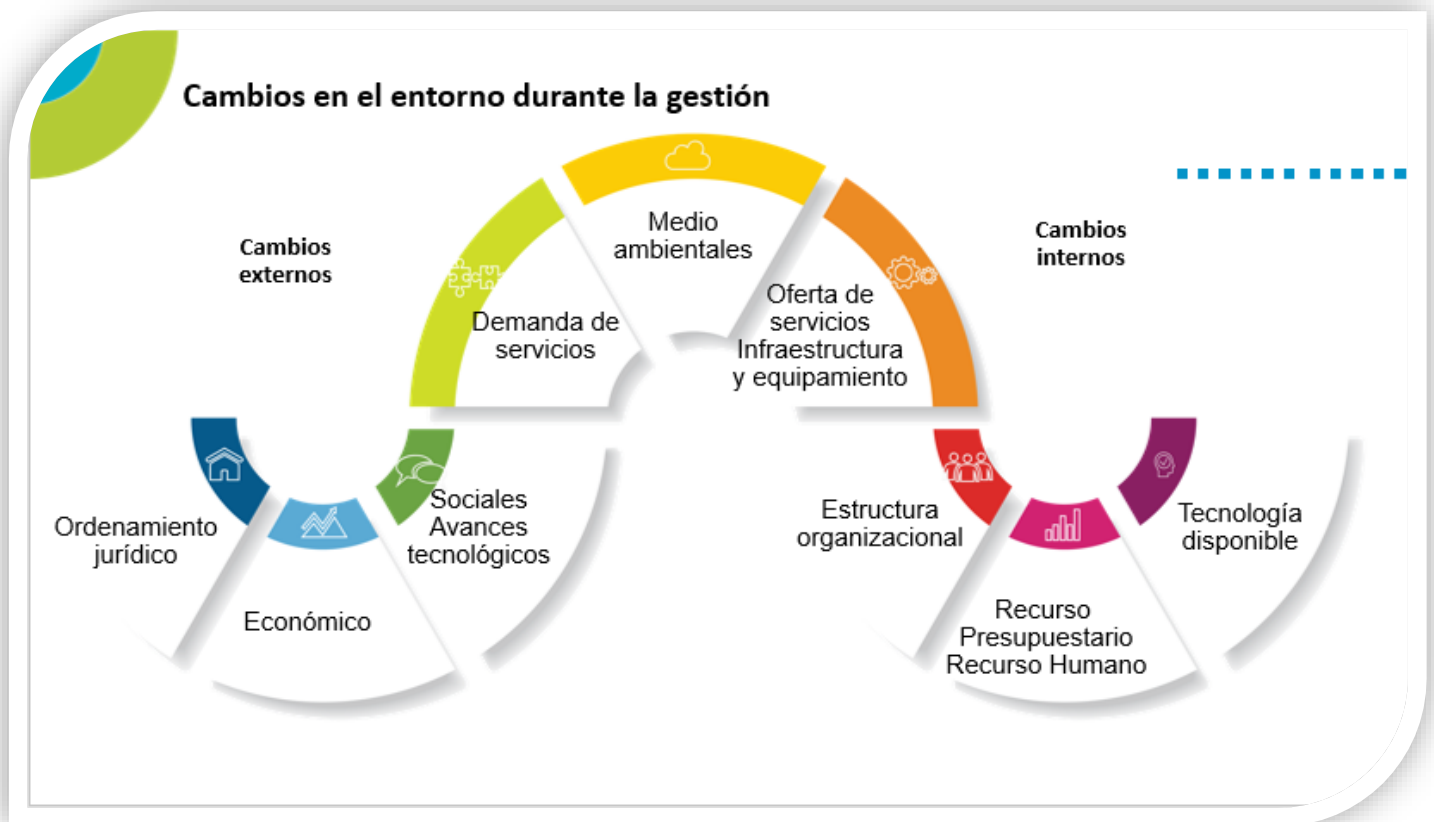 Cambios en el entorno durante la gestión
Cambios
externos
Ordenamiento
jurídico
Económico
Sociales
Avances
tecnológicos
Demanda de
servicios
Medio
ambientales
Cambios
internos
Oferta de
servicios
Infraestructura
y equipamiento
Estructura
organizacional
Recurso
Presupuestario
Recurso Humano
Tecnología
disponible